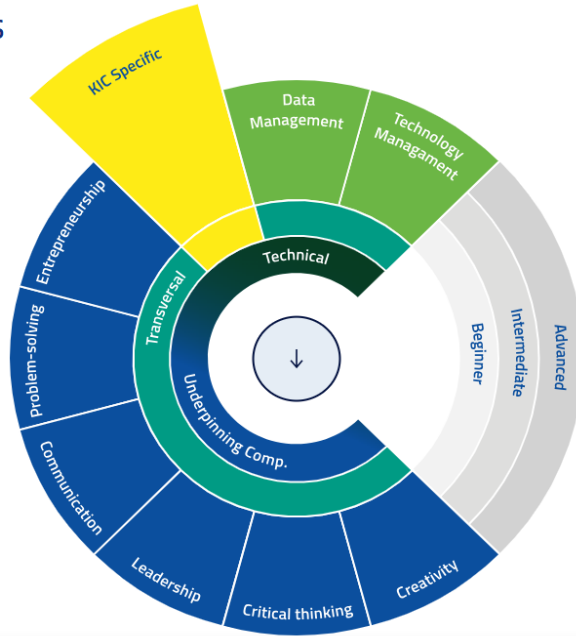 s
KIC Specific
Data
Management
Technology
Managament
Entrepreneurship
Problem-solving
Communication
Leadership
Critical thinking
Creativity
Transversal
Technical
Underpinning Comp.
Beginner
Intermediate
Advanced